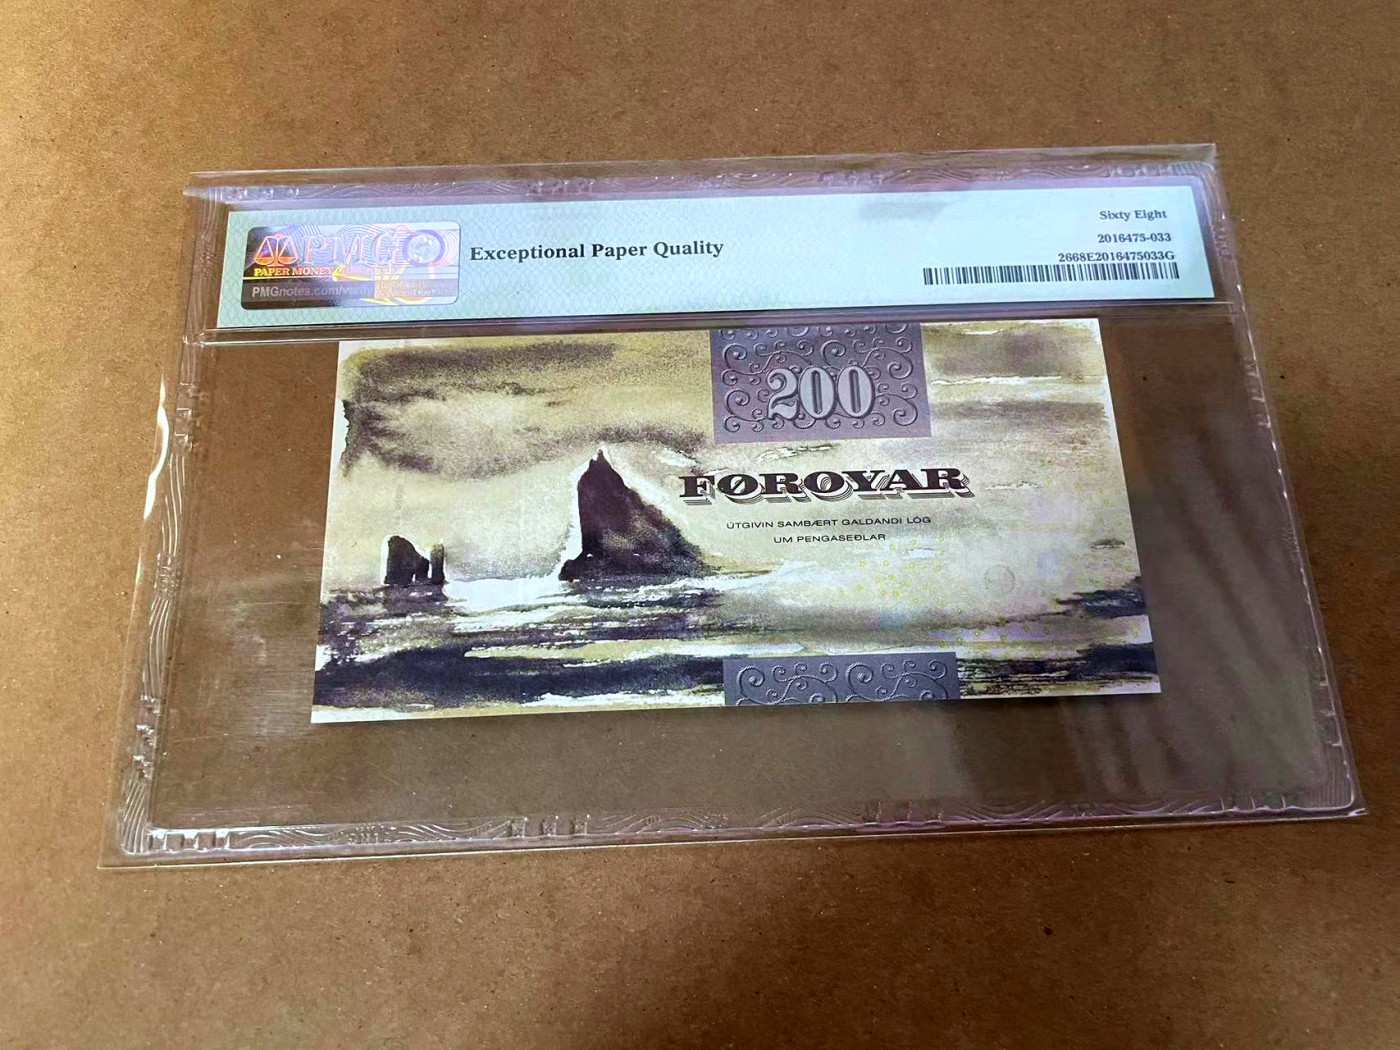 PMG
PAPER MONEY
PMGnotes.com/verify
Exceptional Paper Quality
Sixty Eight
2016475-033
2668E2016475033G
200
FØROYAR
ÚTGIVIN SAMBÆRT GALDANDI LÓG
UM PENGASEÐLAR